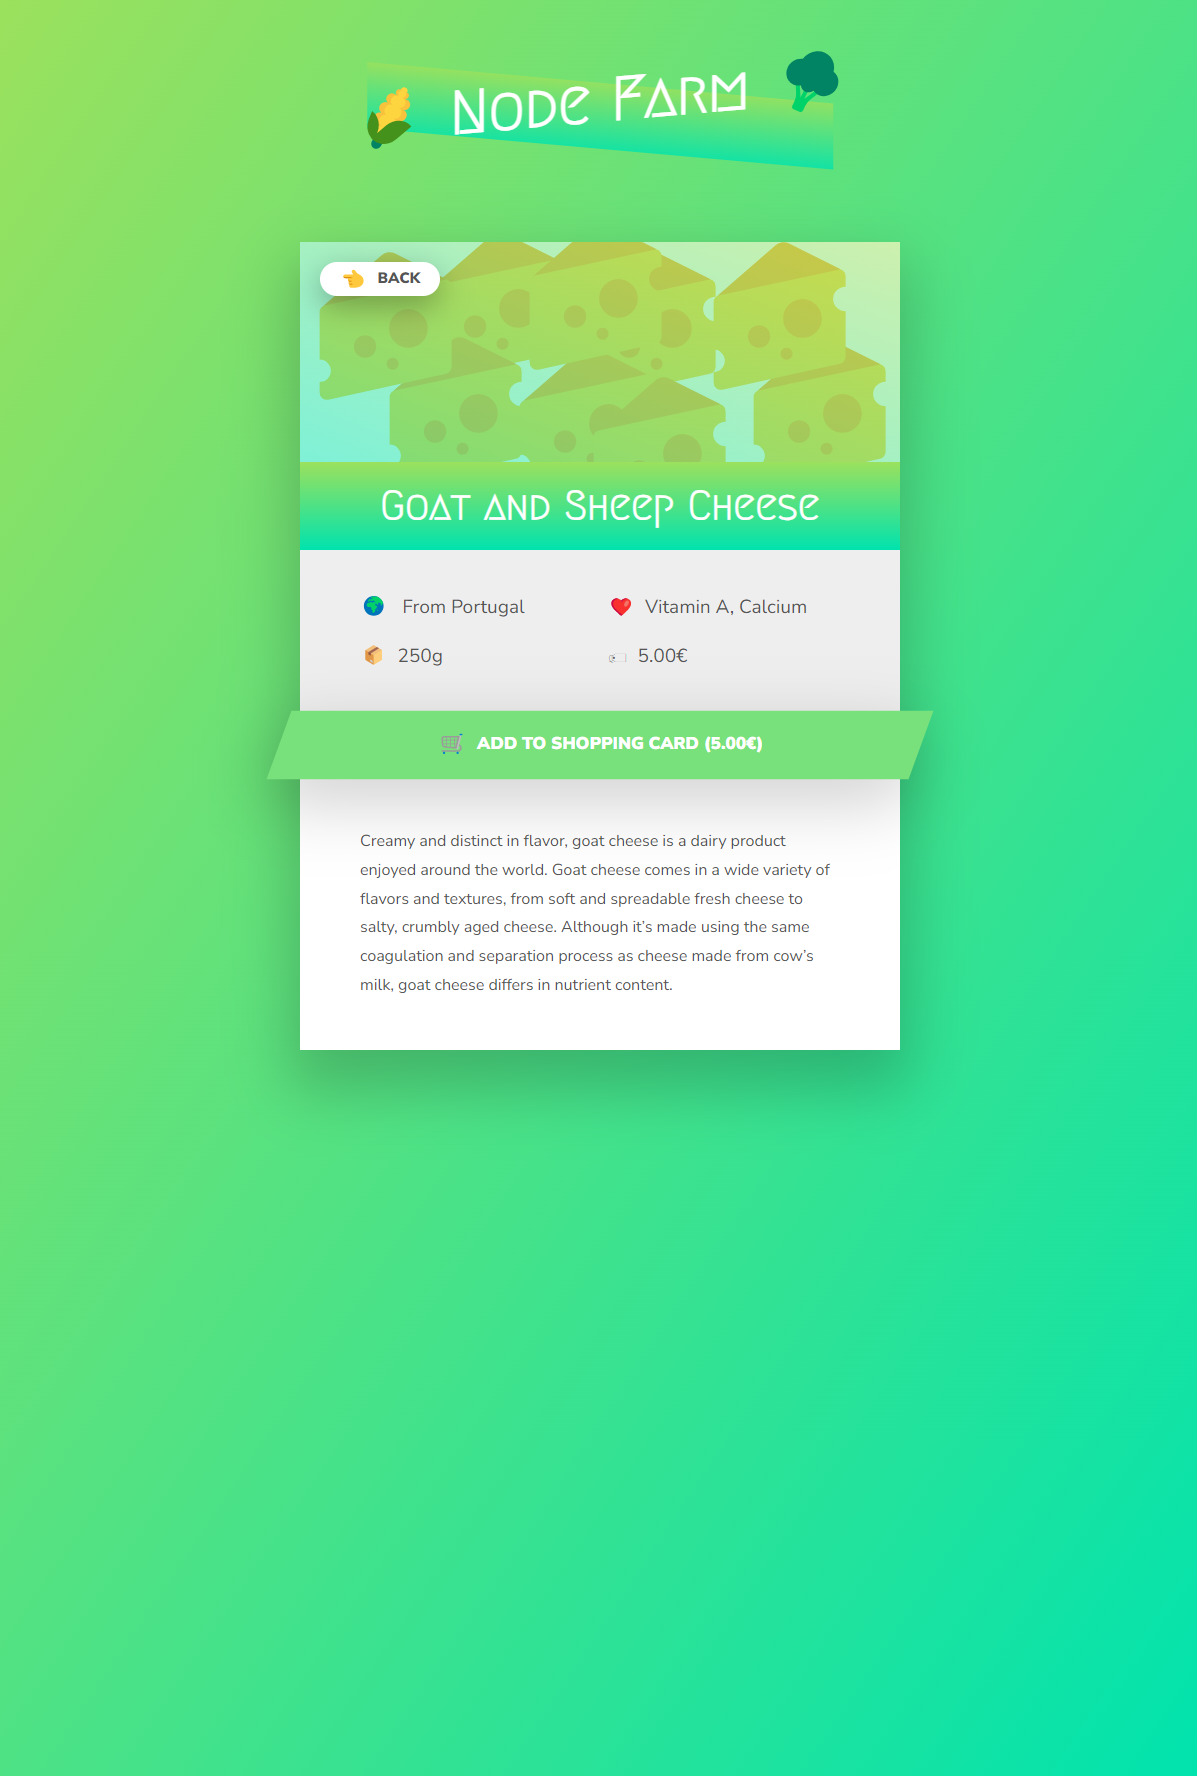 Node Farm
👈 BACK
Goat and Sheep Cheese
🌍 From Portugal
❤️ Vitamin A, Calcium
📦 250g
🏷 5.00€
🛒 ADD TO SHOPPING CARD (5.00€)
Creamy and distinct in flavor, goat cheese is a dairy product
enjoyed around the world. Goat cheese comes in a wide variety of
flavors and textures, from soft and spreadable fresh cheese to
salty, crumbly aged cheese. Although it’s made using the same
coagulation and separation process as cheese made from cow’s
milk, goat cheese differs in nutrient content.